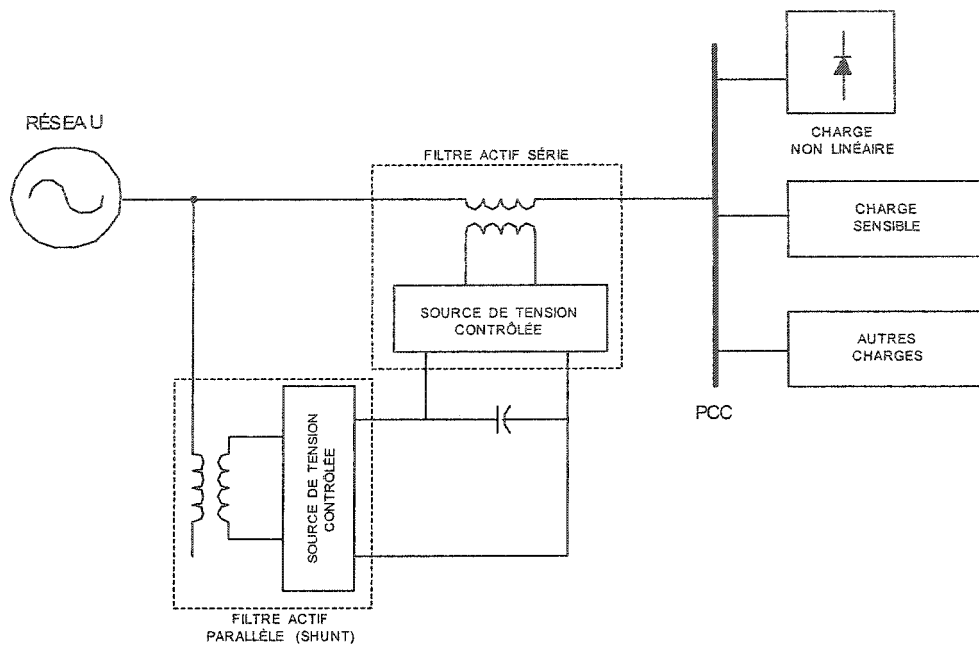 RÉSEAU
FILTRE ACTIF SÉRIE
SOURCE DE TENSION
CONTRÔLÉE
CHARGE
NON LINÉAIRE
CHARGE
SENSIBLE
AUTRES
CHARGES
PCC
SOURCE DE TENSION
CONTRÔLÉE
FILTRE ACTIF
PARALLÈLE (SHUNT)